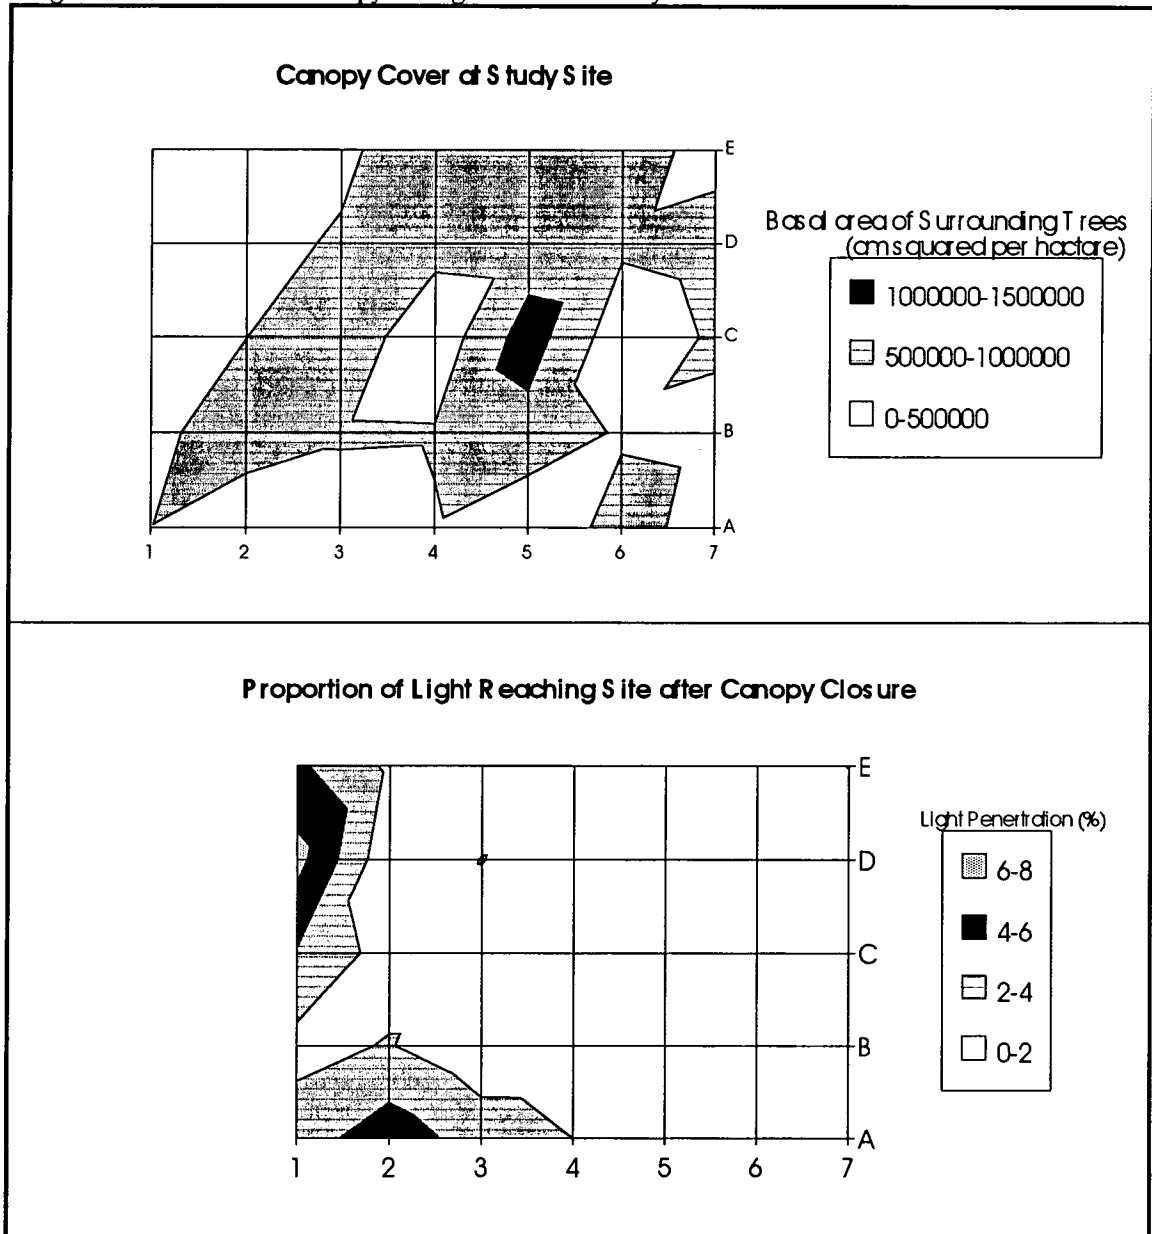 Canopy Cover at Study Site
E
D
C
B
A
1 2 3 4 5 6 7
Basal area of Surrounding Trees
(cm squared per hactare)
1000000-1500000
500000-1000000
0-500000
Proportion of Light Reaching Site after Canopy Closure
E
D
C
B
A
1 2 3 4 5 6 7
Light Penertration (%)
6-8
4-6
2-4
0-2